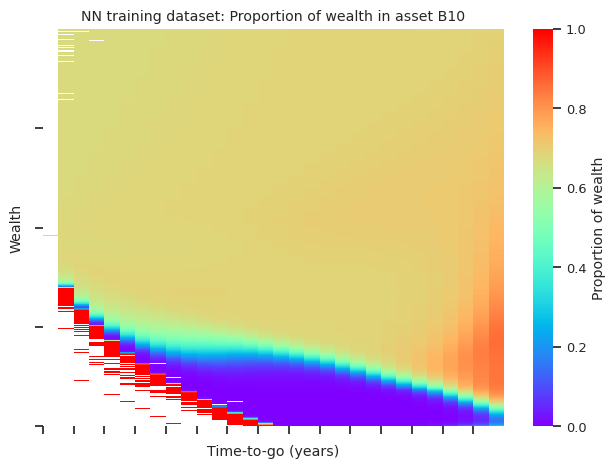 NN training dataset: Proportion of wealth in asset B10
Wealth
Time-to-go (years)
1.0
0.8
0.6
0.4
0.2
0.0
Proportion of wealth